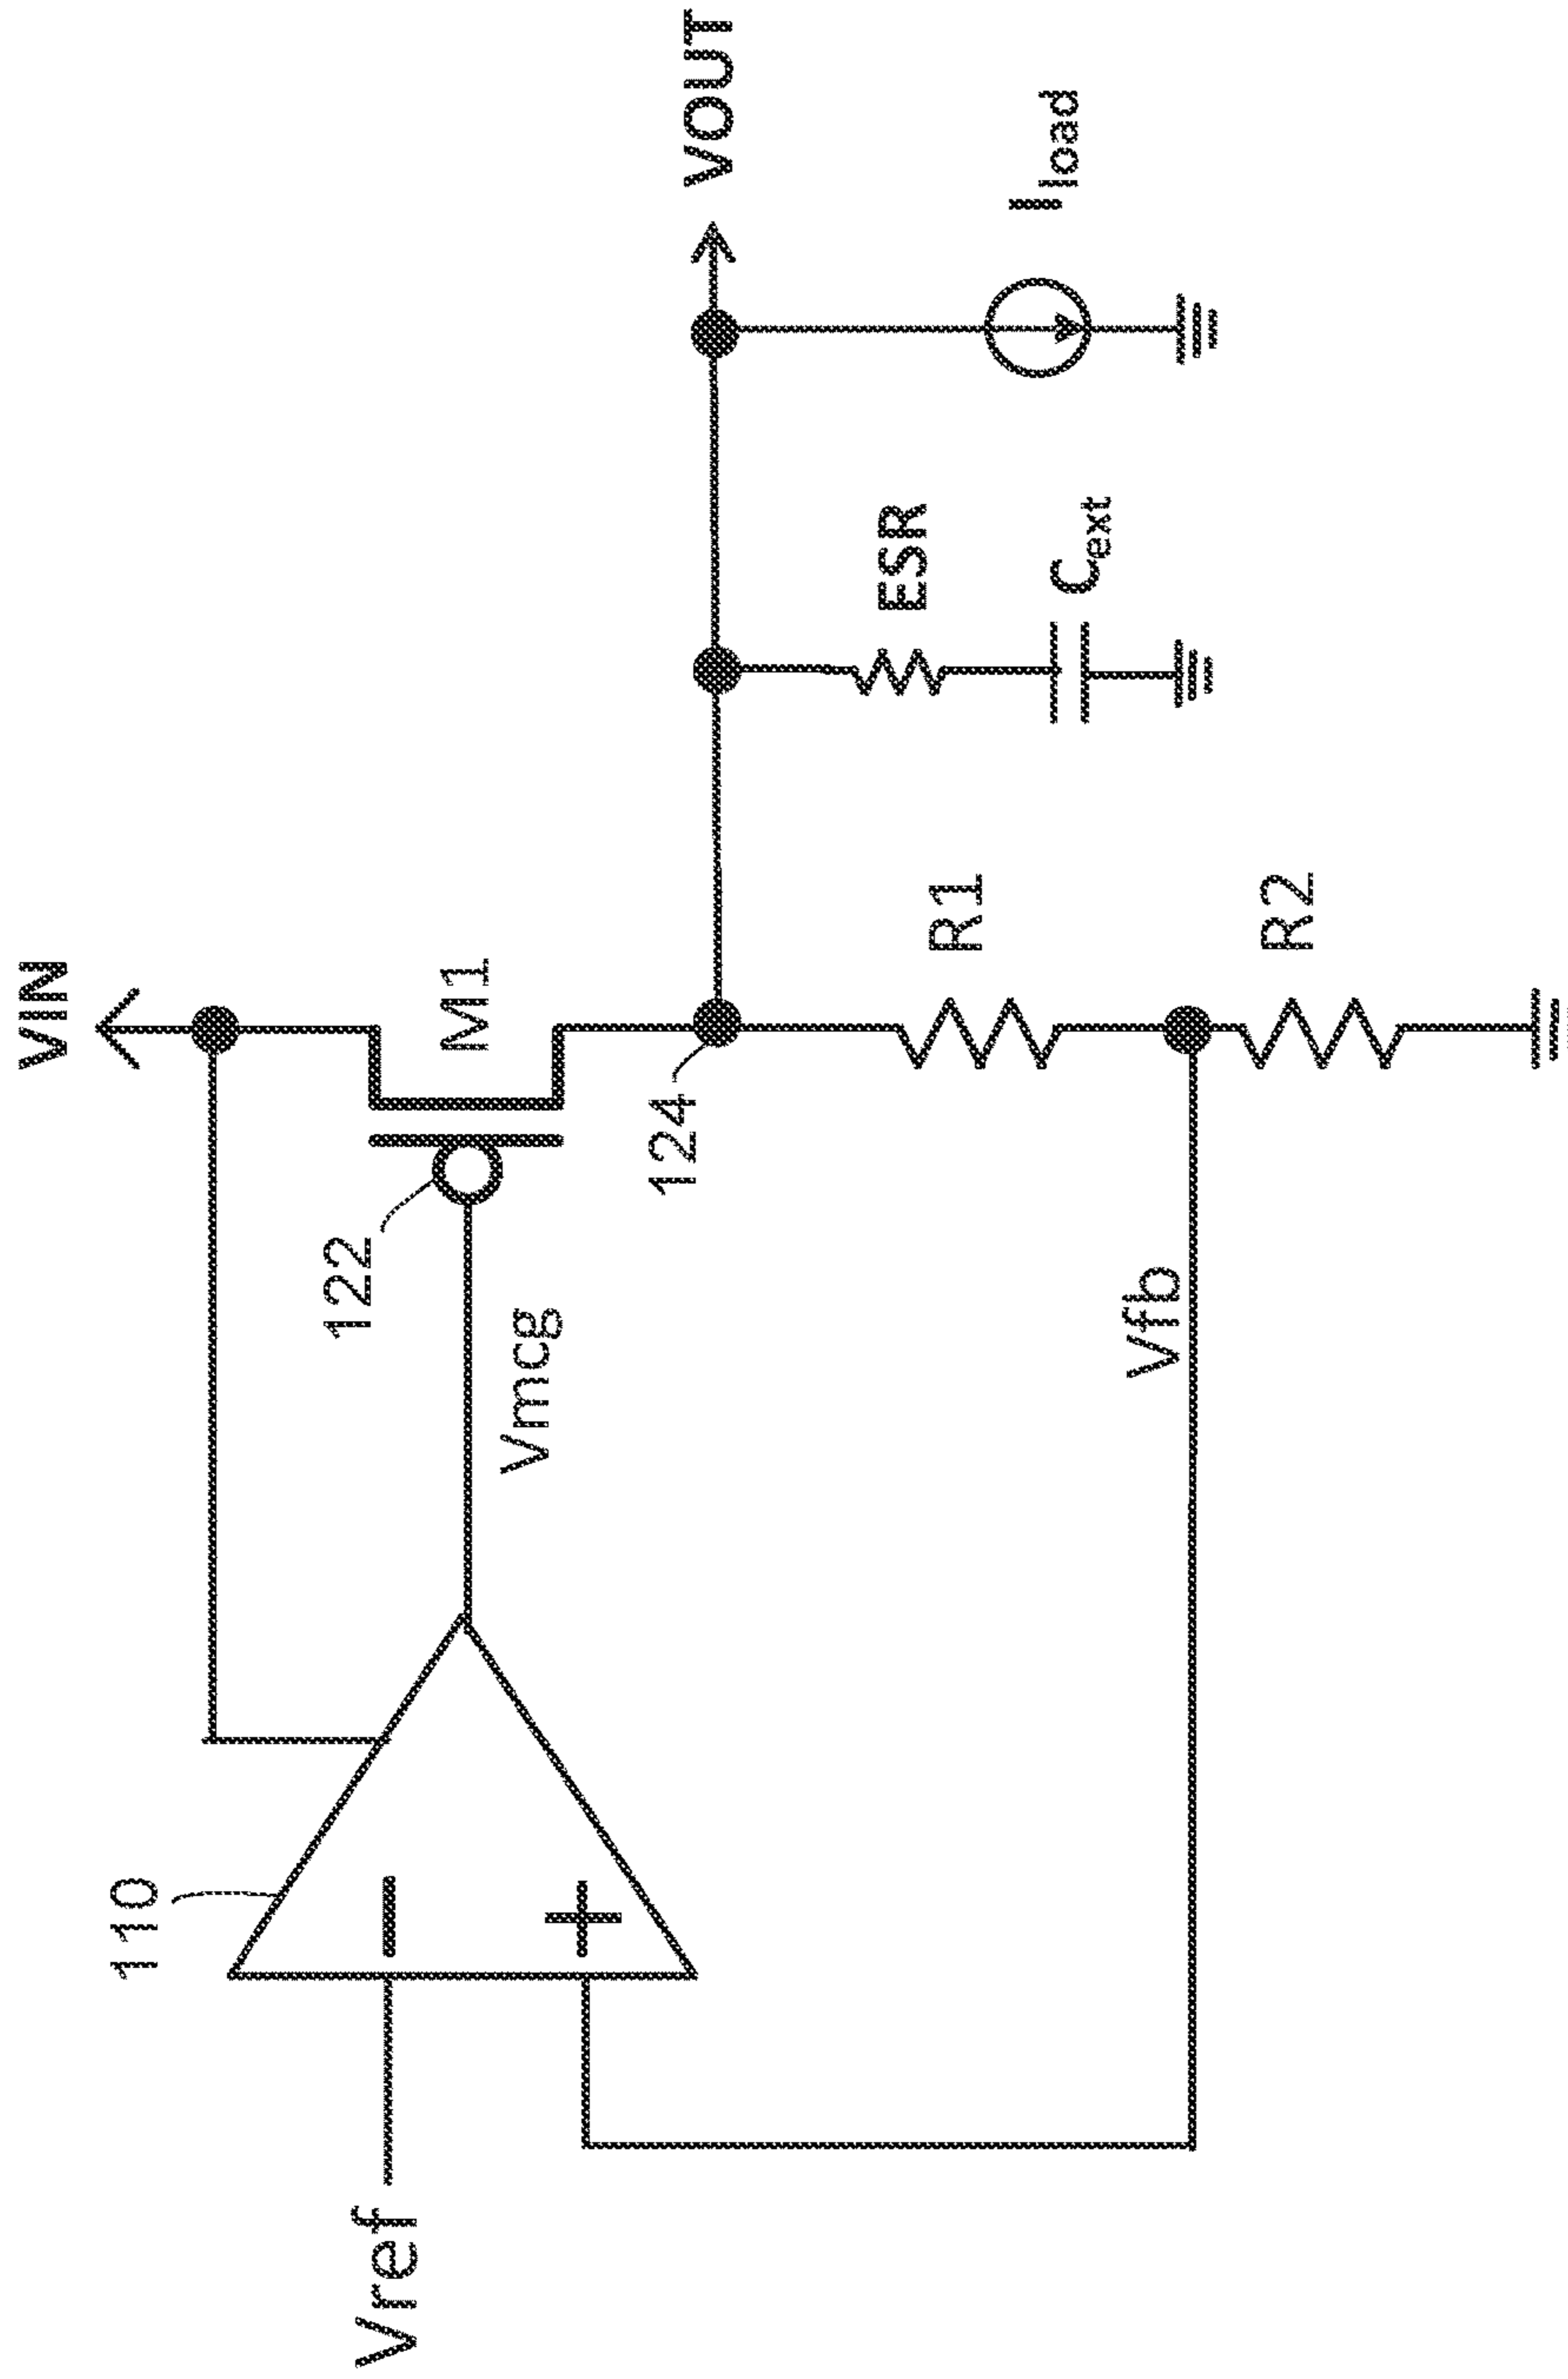 VIN
110
122
M1
Vref
Vmcg
124
VOUT
R1
ESR
Vfb
Cext
Iload
R2